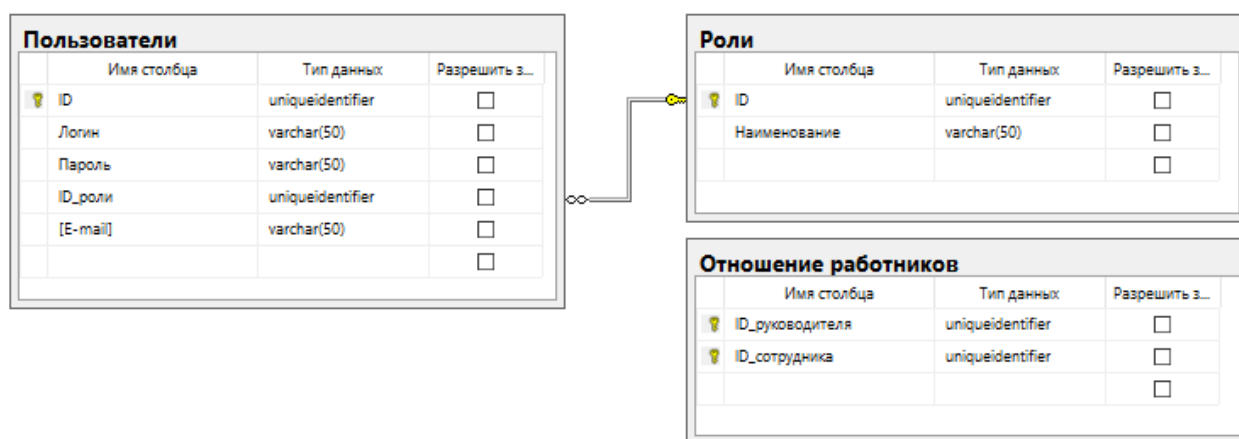 Пользователи
Имя столбца Тип данных Разрешить з...
ID uniqueidentifier
Логин varchar(50)
Пароль varchar(50)
ID_роли uniqueidentifier
[E-mail] varchar(50)
Роли
Имя столбца Тип данных Разрешить з...
ID uniqueidentifier
Наименование varchar(50)
Отношение работников
Имя столбца Тип данных Разрешить з...
ID_руководителя uniqueidentifier
ID_сотрудника uniqueidentifier